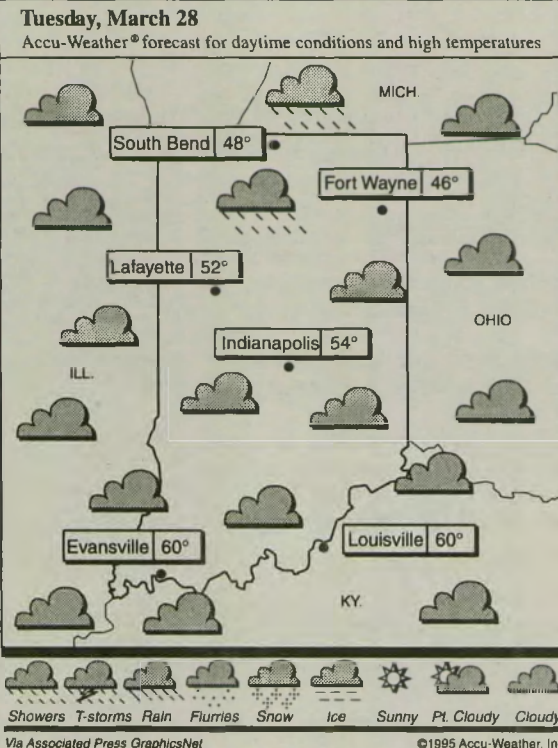 Tuesday, March 28
Accu-Weather® forecast for daytime conditions and high temperatures
MICH.
South Bend 48°
Fort Wayne 46°
Lafayette 52°
OHIO
Indianapolis 54°
ILL.
Evansville 60°
Louisville 60°
KY.
Showers T-storms Rain Flurries Snow Ice Sunny Pt. Cloudy Cloudy
Via Associated Press GraphicsNet ©1995 Accu-Weather, In